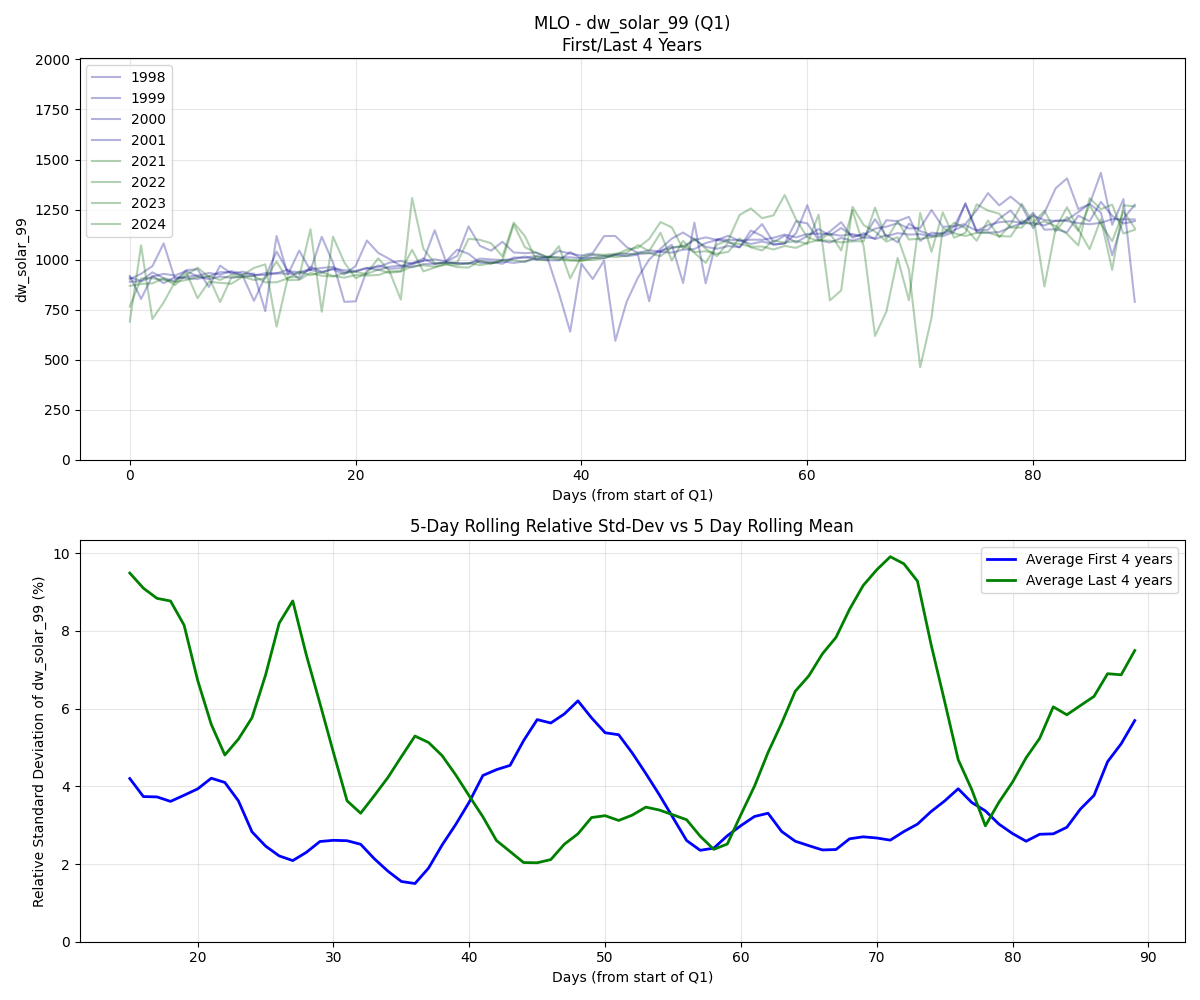 MLO - dw_solar_99 (Q1)
First/Last 4 Years
2000
1750
1500
1250
1000
750
500
250
0
dw_solar_99
1998
1999
2000
2001
2021
2022
2023
2024
0 20 40 60 80
Days (from start of Q1)
5-Day Rolling Relative Std-Dev vs 5 Day Rolling Mean
10
8
6
4
2
0
Relative Standard Deviation of dw_solar_99 (%)
Average First 4 years
Average Last 4 years
20 30 40 50 60 70 80 90
Days (from start of Q1)